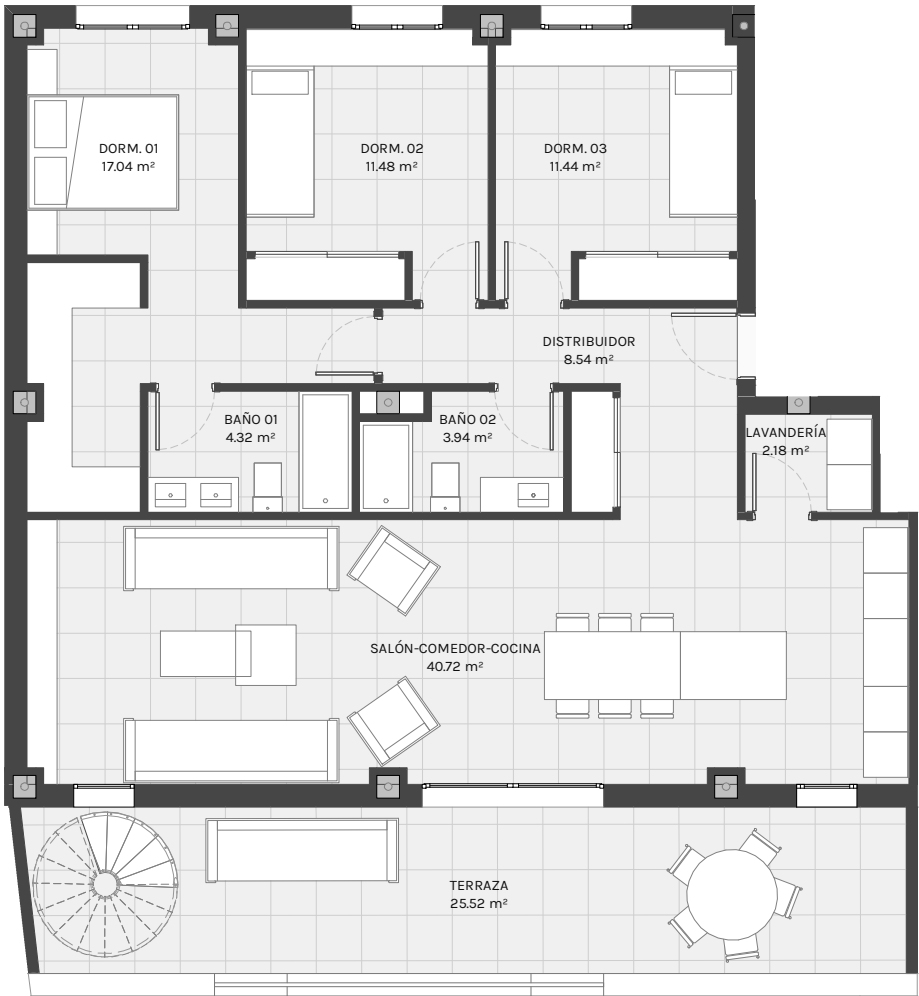 DORM. 01
17.04 m²
DORM. 02
11.48 m²
DORM. 03
11.44 m²
DISTRIBUIDOR
8.54 m²
BAÑO 01
4.32 m²
BAÑO 02
3.94 m²
LAVANDERÍA
2.18 m²
SALÓN-COMEDOR-COCINA
40.72 m²
TERRAZA
25.52 m²